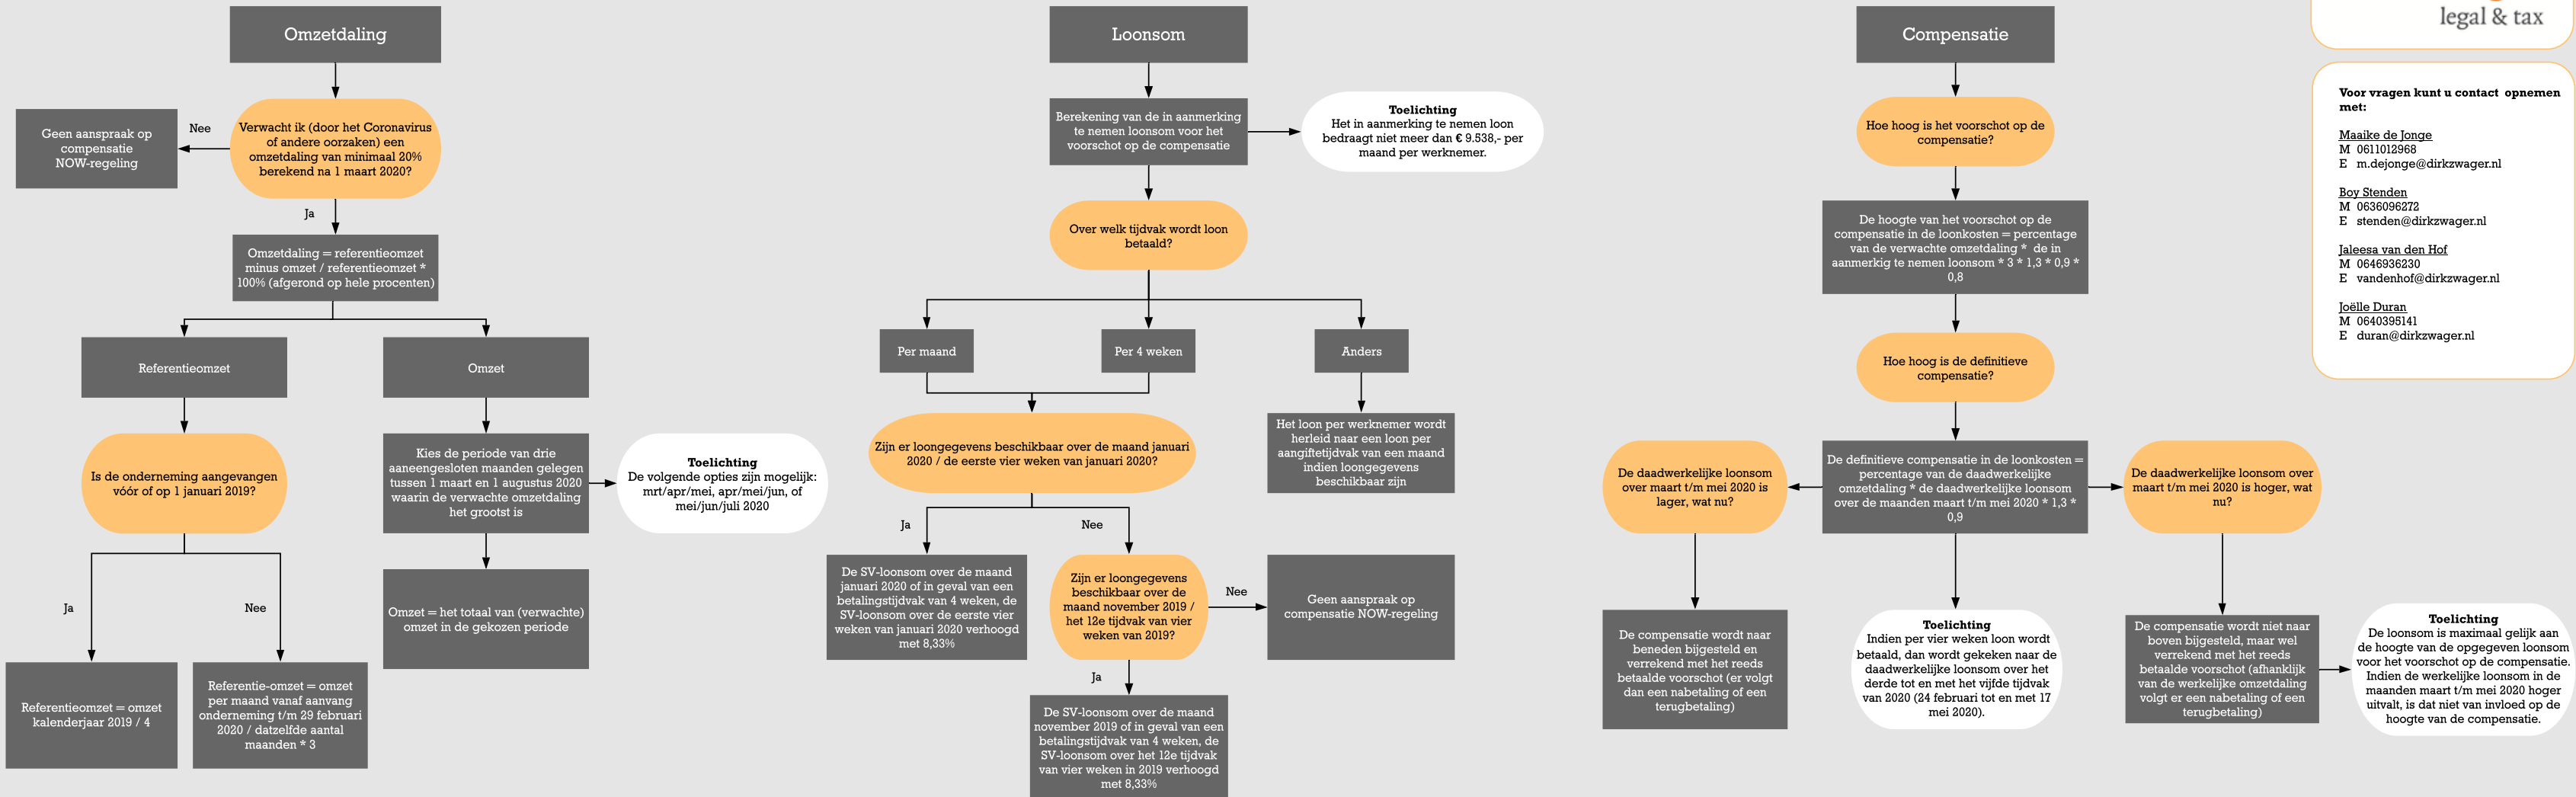 Omzetdaling
Verwacht ik (door het Coronavirus
of andere oorzaken) een
omzetdaling van minimaal 20%
berekend na 1 maart 2020?
Nee
Geen aanspraak op
compensatie
NOW-regeling
Ja
Omzetdaling = referentieomzet
minus omzet / referentieomzet *
100% (afgerond op hele procenten)
Referentieomzet
Omzet
Is de onderneming aangevangen
vóór of op 1 januari 2019?
Kies de periode van drie
aaneengesloten maanden gelegen
tussen 1 maart en 1 augustus 2020
waarin de verwachte omzetdaling
het grootst is
Toelichting
De volgende opties zijn mogelijk:
mrt/apr/mei, apr/mei/jun, of
mei/jun/juli 2020
Ja
Nee
Omzet = het totaal van (verwachte)
omzet in de gekozen periode
Referentieomzet = omzet
kalenderjaar 2019 / 4
Referentie-omzet = omzet
per maand vanaf aanvang
onderneming t/m 29 februari
2020 / datzelfde aantal
maanden * 3
Loonsom
Berekening van de in aanmerking
te nemen loonsom voor het
voorschot op de compensatie
Toelichting
Het in aanmerking te nemen loon
bedraagt niet meer dan € 9.538,- per
maand per werknemer.
Over welk tijdvak wordt loon
betaald?
Per maand
Per 4 weken
Anders
Zijn er loongegevens beschikbaar over de maand januari
2020 / de eerste vier weken van januari 2020?
Het loon per werknemer wordt
herleid naar een loon per
aangiftetijdvak van een maand
indien loongegevens
beschikbaar zijn
Ja
Nee
De SV-loonsom over de maand
januari 2020 of in geval van een
betalingstijdvak van 4 weken, de
SV-loonsom over de eerste vier
weken van januari 2020 verhoogd
met 8,33%
Zijn er loongegevens
beschikbaar over de
maand november 2019 /
het 12e tijdvak van vier
weken van 2019?
Nee
Geen aanspraak op
compensatie NOW-regeling
Ja
De SV-loonsom over de maand
november 2019 of in geval van een
betalingstijdvak van 4 weken, de
SV-loonsom over het 12e tijdvak
van vier weken in 2019 verhoogd
met 8,33%
Compensatie
Hoe hoog is het voorschot op de
compensatie?
De hoogte van het voorschot op de
compensatie in de loonkosten = percentage
van de verwachte omzetdaling * de in
aanmerkig te nemen loonsom * 3 * 1,3 * 0,9 *
0,8
Hoe hoog is de definitieve
compensatie?
De daadwerkelijke loonsom
over maart t/m mei 2020 is
lager, wat nu?
De definitieve compensatie in de loonkosten =
percentage van de daadwerkelijke
omzetdaling * de daadwerkelijke loonsom
over de maanden maart t/m mei 2020 * 1,3 *
0,9
De daadwerkelijke loonsom over
maart t/m mei 2020 is hoger, wat
nu?
De compensatie wordt naar
beneden bijgesteld en
verrekend met het reeds
betaalde voorschot (er volgt
dan een nabetaling of een
terugbetaling)
Toelichting
Indien per vier weken loon wordt
betaald, dan wordt gekeken naar de
daadwerkelijke loonsom over het
derde tot en met het vijfde tijdvak
van 2020 (24 februari tot en met 17
mei 2020).
De compensatie wordt niet naar
boven bijgesteld, maar wel
verrekend met het reeds
betaalde voorschot (afhanklijk
van de werkelijke omzetdaling
volgt er een nabetaling of een
terugbetaling)
Toelichting
De loonsom is maximaal gelijk aan
de hoogte van de opgegeven loonsom
voor het voorschot op de compensatie.
Indien de werkelijke loonsom in de
maanden maart t/m mei 2020 hoger
uitvalt, is dat niet van invloed op de
hoogte van de compensatie.
legal & tax
Voor vragen kunt u contact opnemen
met:
Maaike de Jonge
M 0611012968
E m.dejonge@dirkzwager.nl
Boy Stenden
M 0636096272
E stenden@dirkzwager.nl
Jaleesa van den Hof
M 0646936230
E vandenhof@dirkzwager.nl
Joëlle Duran
M 0640395141
E duran@dirkzwager.nl